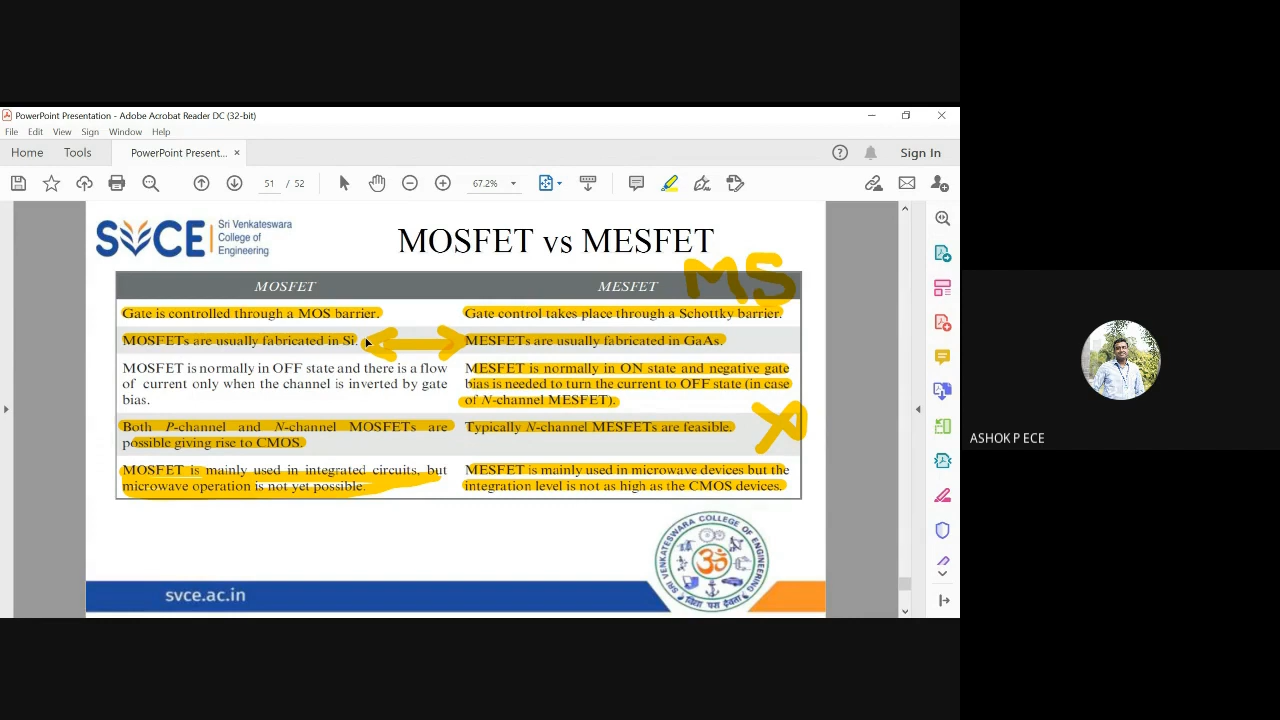 PowerPoint Presentation - Adobe Acrobat Reader DC (32-bit)
File Edit View Sign Window Help
Home Tools PowerPoint Present... × Sign In
51 / 52 67.2%
SVCE Sri Venkateswara
College of
Engineering
MOSFET vs MESFET
MS
MOSFET MESFET
Gate is controlled through a MOS barrier. Gate control takes place through a Schottky barrier.
MOSFETs are usually fabricated in Si. MESFETs are usually fabricated in GaAs.
MOSFET is normally in OFF state and there is a flow
of current only when the channel is inverted by gate
bias.
MESFET is normally in ON state and negative gate
bias is needed to turn the current to OFF state (in case
of N-channel MESFET).
Both P-channel and N-channel MOSFETs are
possible giving rise to CMOS.
Typically N-channel MESFETs are feasible.
MOSFET is mainly used in integrated circuits, but
microwave operation is not yet possible.
MESFET is mainly used in microwave devices but the
integration level is not as high as the CMOS devices.
SRI VENKATESWARA COLLEGE OF ENGINEERING
ॐ
विद्या परा देवता
svce.ac.in
ASHOK P ECE